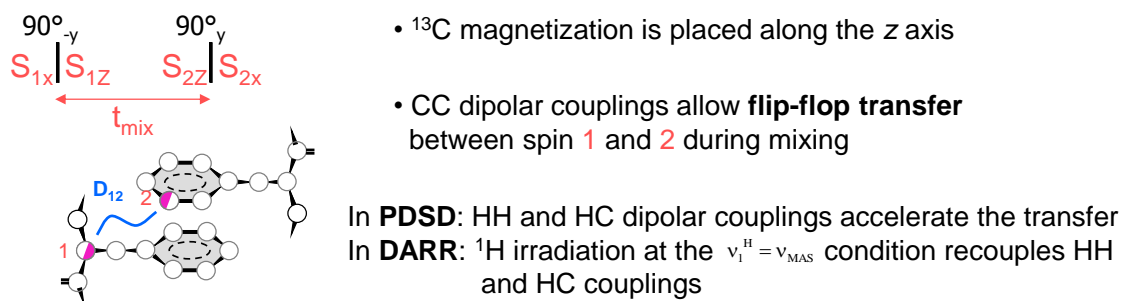 90°-y 90°y
S1x S1Z S2Z S2x
tmix
D12
2
1
• ¹³C magnetization is placed along the z axis
• CC dipolar couplings allow flip-flop transfer
between spin 1 and 2 during mixing
In PDSD: HH and HC dipolar couplings accelerate the transfer
In DARR: ¹H irradiation at the ν₁ᴴ = νMAS condition recouples HH
and HC couplings